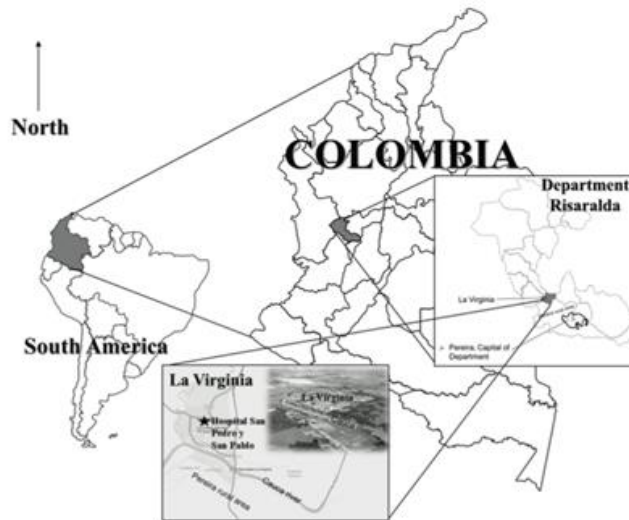 North
COLOMBIA
Department
Risaralda
La Virginia
Pereira, Capital of
Department
South America
La Virginia
La Virginia
Hospital San
Pedro y
San Pablo
Cauca river
Pereira rural area